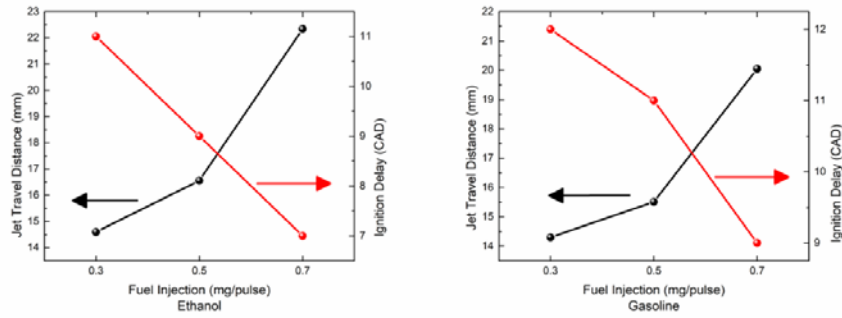 23
22
21
20
19
18
17
16
15
14
Jet Travel Distance (mm)
11
10
9
8
7
Ignition Delay (CAD)
0.3 0.5 0.7
Fuel Injection (mg/pulse)
Ethanol
22
21
20
19
18
17
16
15
14
Jet Travel Distance (mm)
12
11
10
9
Ignition Delay (CAD)
0.3 0.5 0.7
Fuel Injection (mg/pulse)
Gasoline